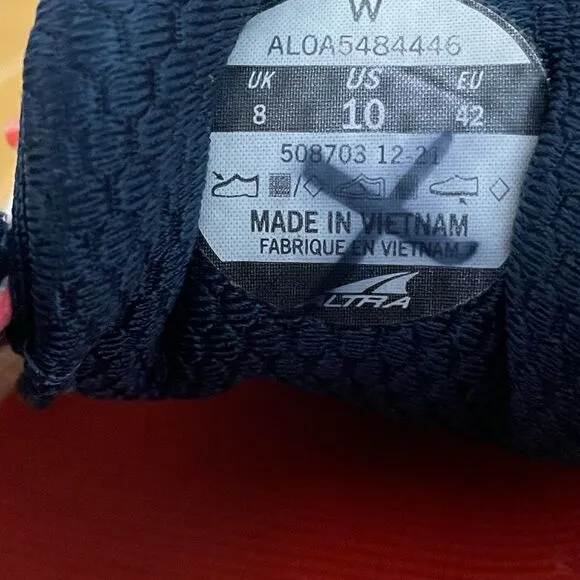 W
AL0A5484446
UK US EU
8 10 42
508703 12-21
MADE IN VIETNAM
FABRIQUE EN VIETNAM
ALTRA